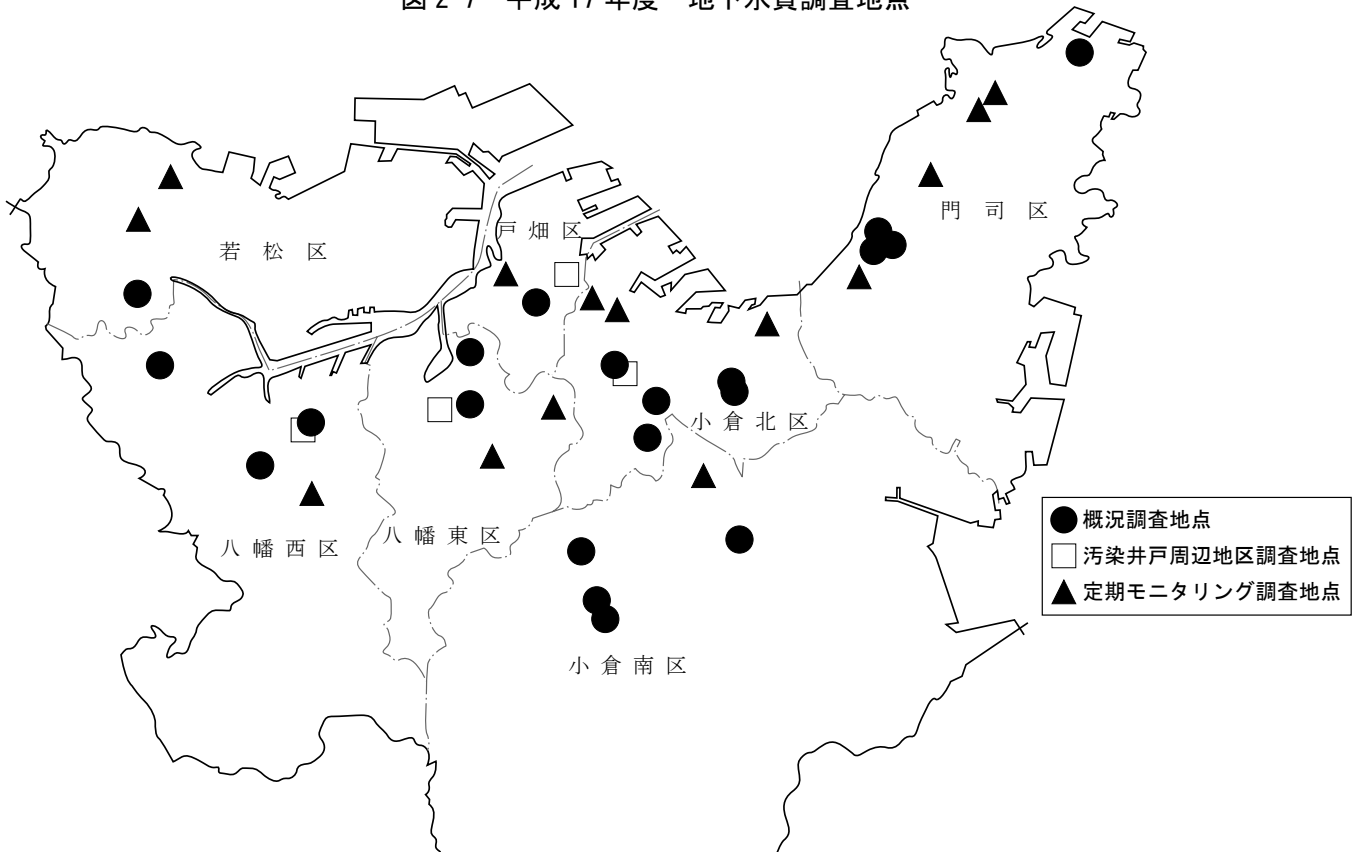 図2-7 平成17年度 地下水質調査地点
門司区
戸畑区
若松区
小倉北区
八幡東区
八幡西区
小倉南区
概況調査地点
汚染井戸周辺地区調査地点
定期モニタリング調査地点